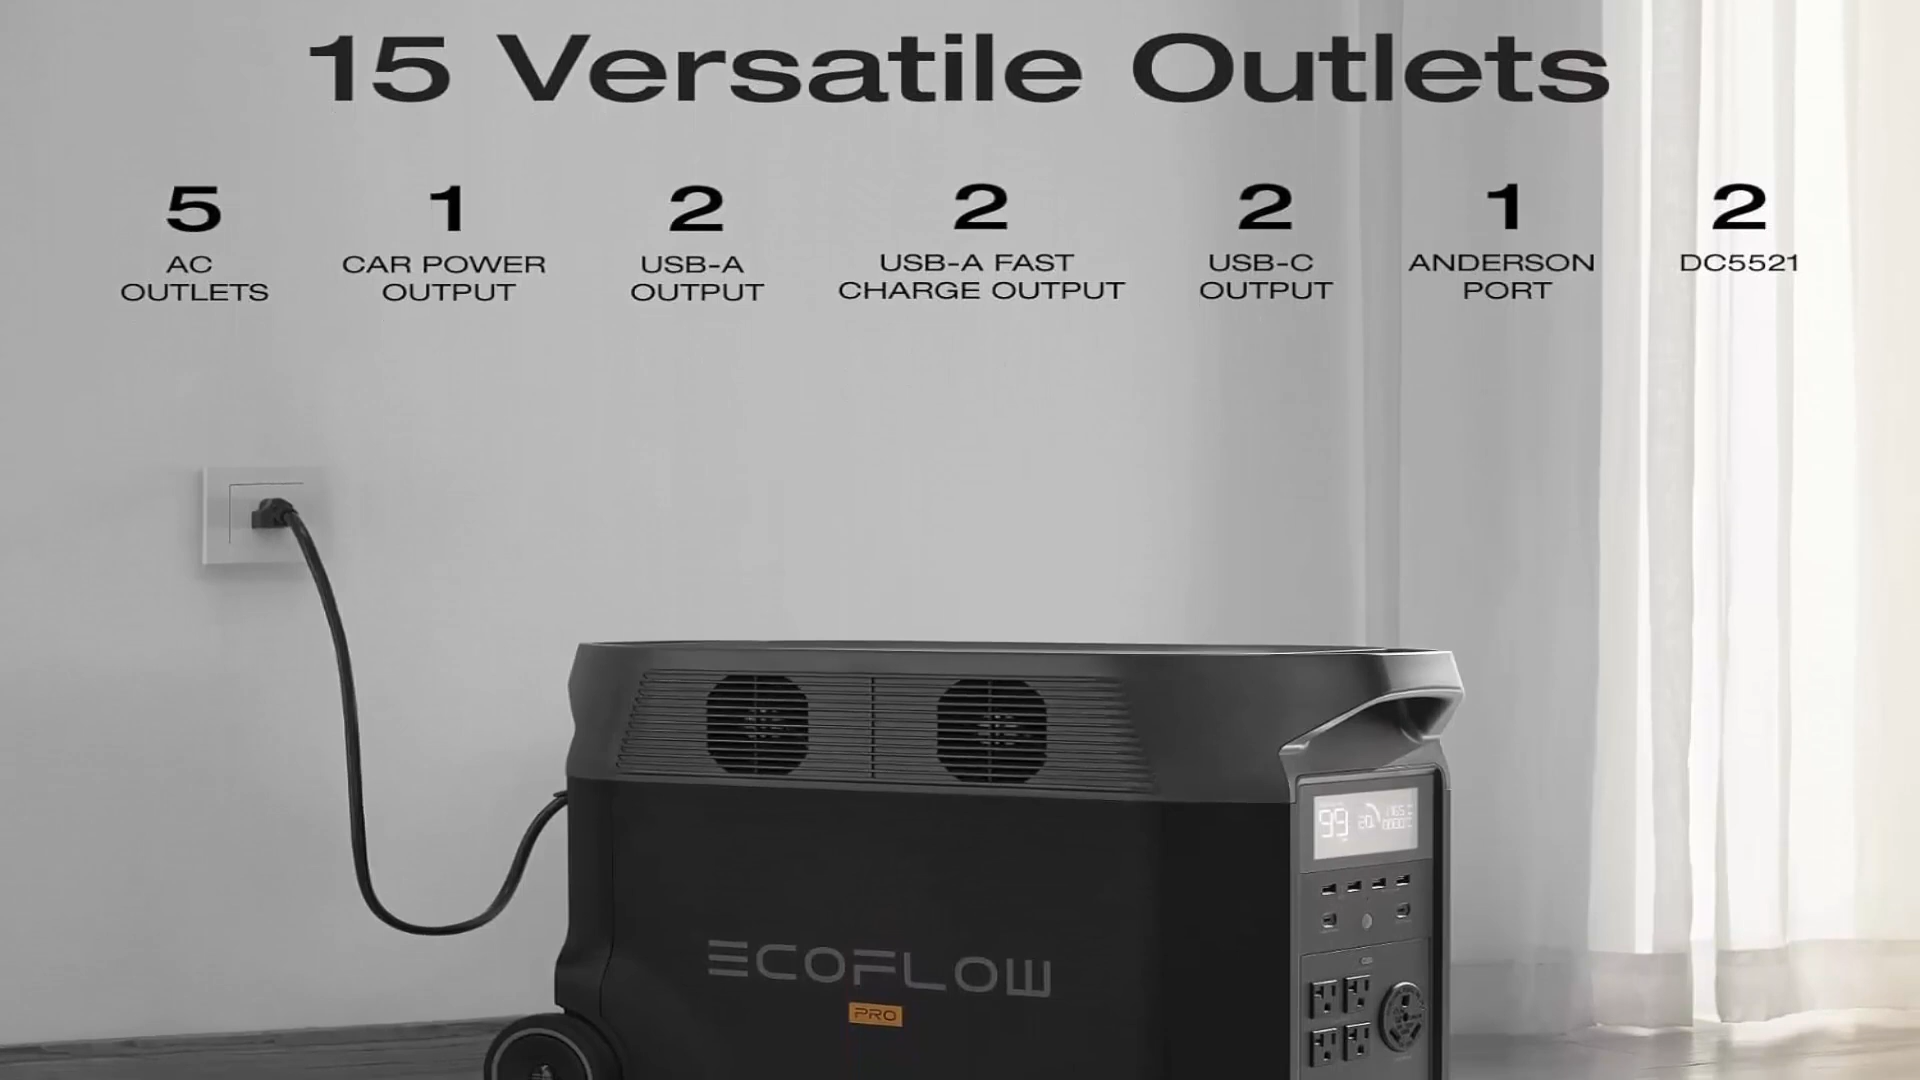 15 Versatile Outlets
5 1 2 2 2 1 2
AC
OUTLETS
CAR POWER
OUTPUT
USB-A
OUTPUT
USB-A FAST
CHARGE OUTPUT
USB-C
OUTPUT
ANDERSON
PORT
DC5521
99
ECOFLOW
PRO